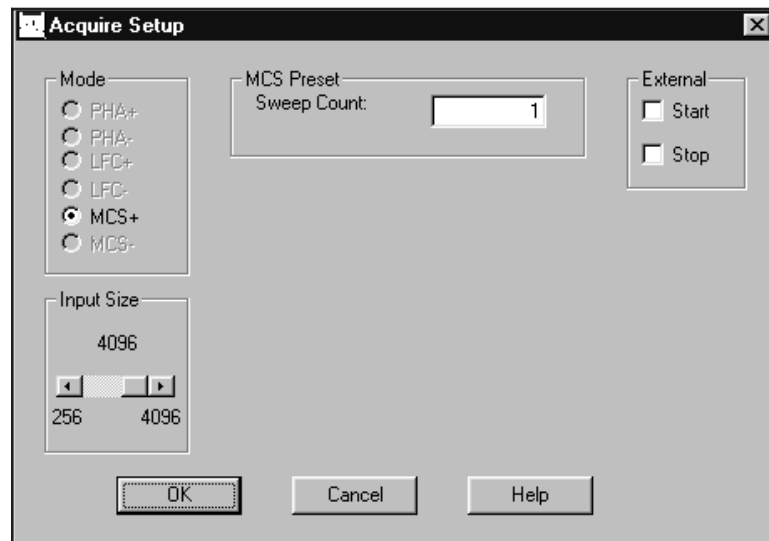 Acquire Setup
Mode
PHA+
PHA-
LFC+
LFC-
MCS+
MCS-
MCS Preset
Sweep Count: 1
External
Start
Stop
Input Size
4096
256 4096
OK Cancel Help